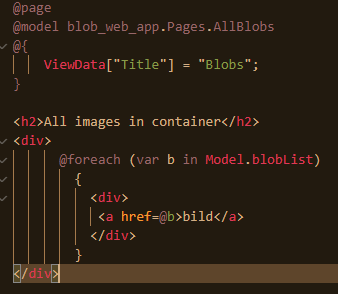 @page
@model blob_web_app.Pages.AllBlobs
@{
ViewData["Title"] = "Blobs";
}
<h2>All images in container</h2>
<div>
@foreach (var b in Model.blobList)
{
<div>
<a href=@b>bild</a>
</div>
}
</div>